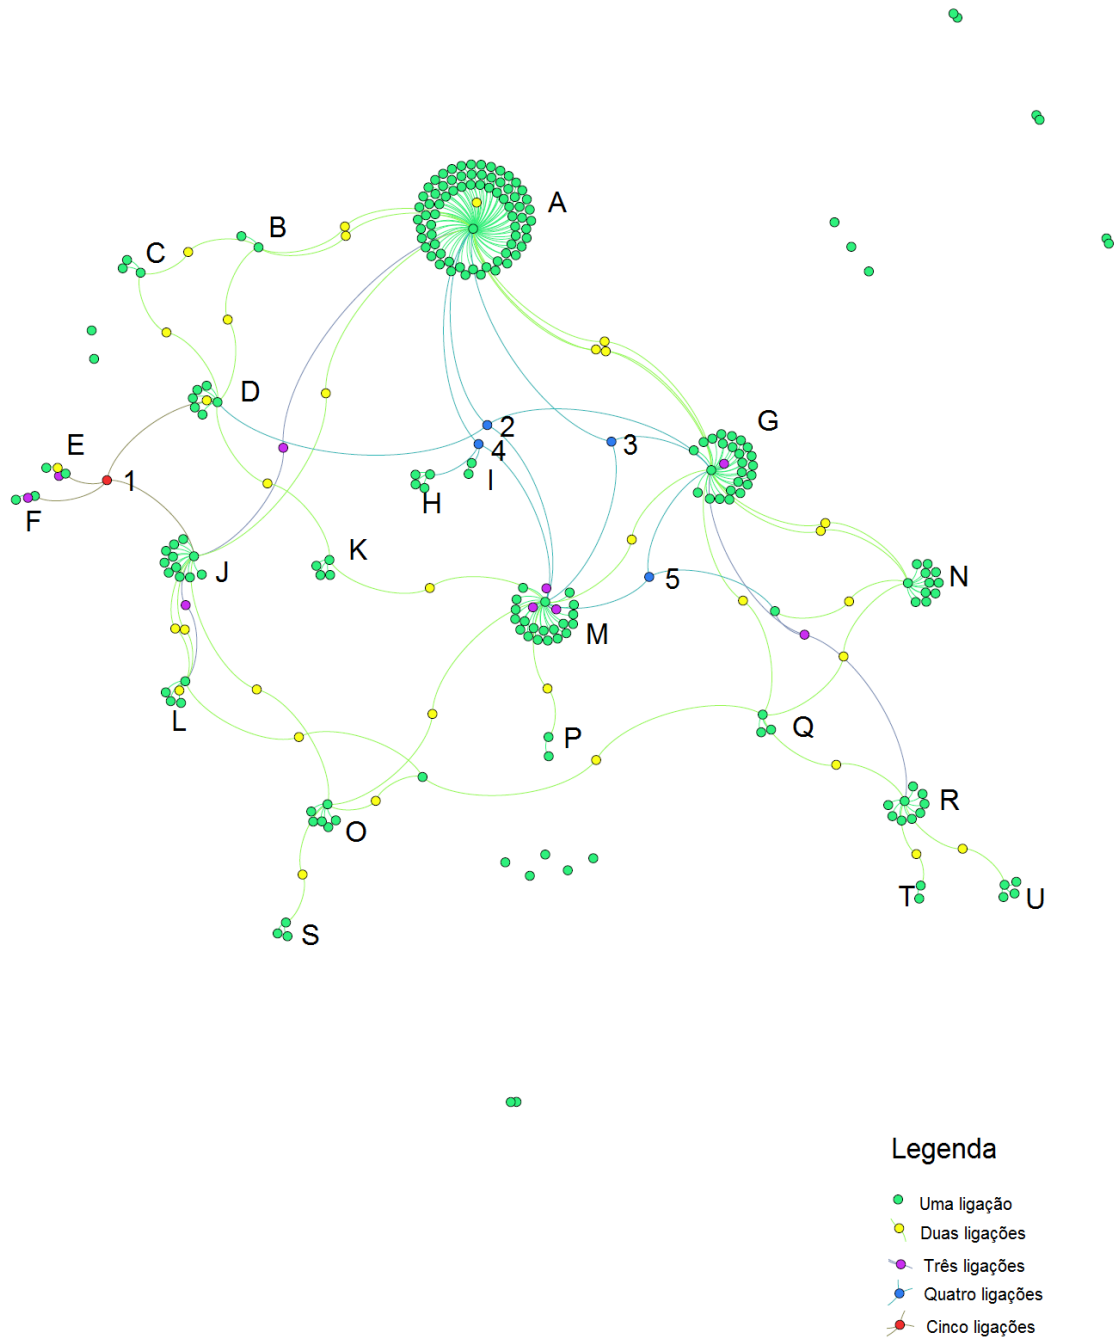 A
B
C
D
G
2
3
4
E
1
I
H
F
K
J
5
N
M
L
P
Q
R
O
T
U
S
Legenda
Uma ligação
Duas ligações
Três ligações
Quatro ligações
Cinco ligações